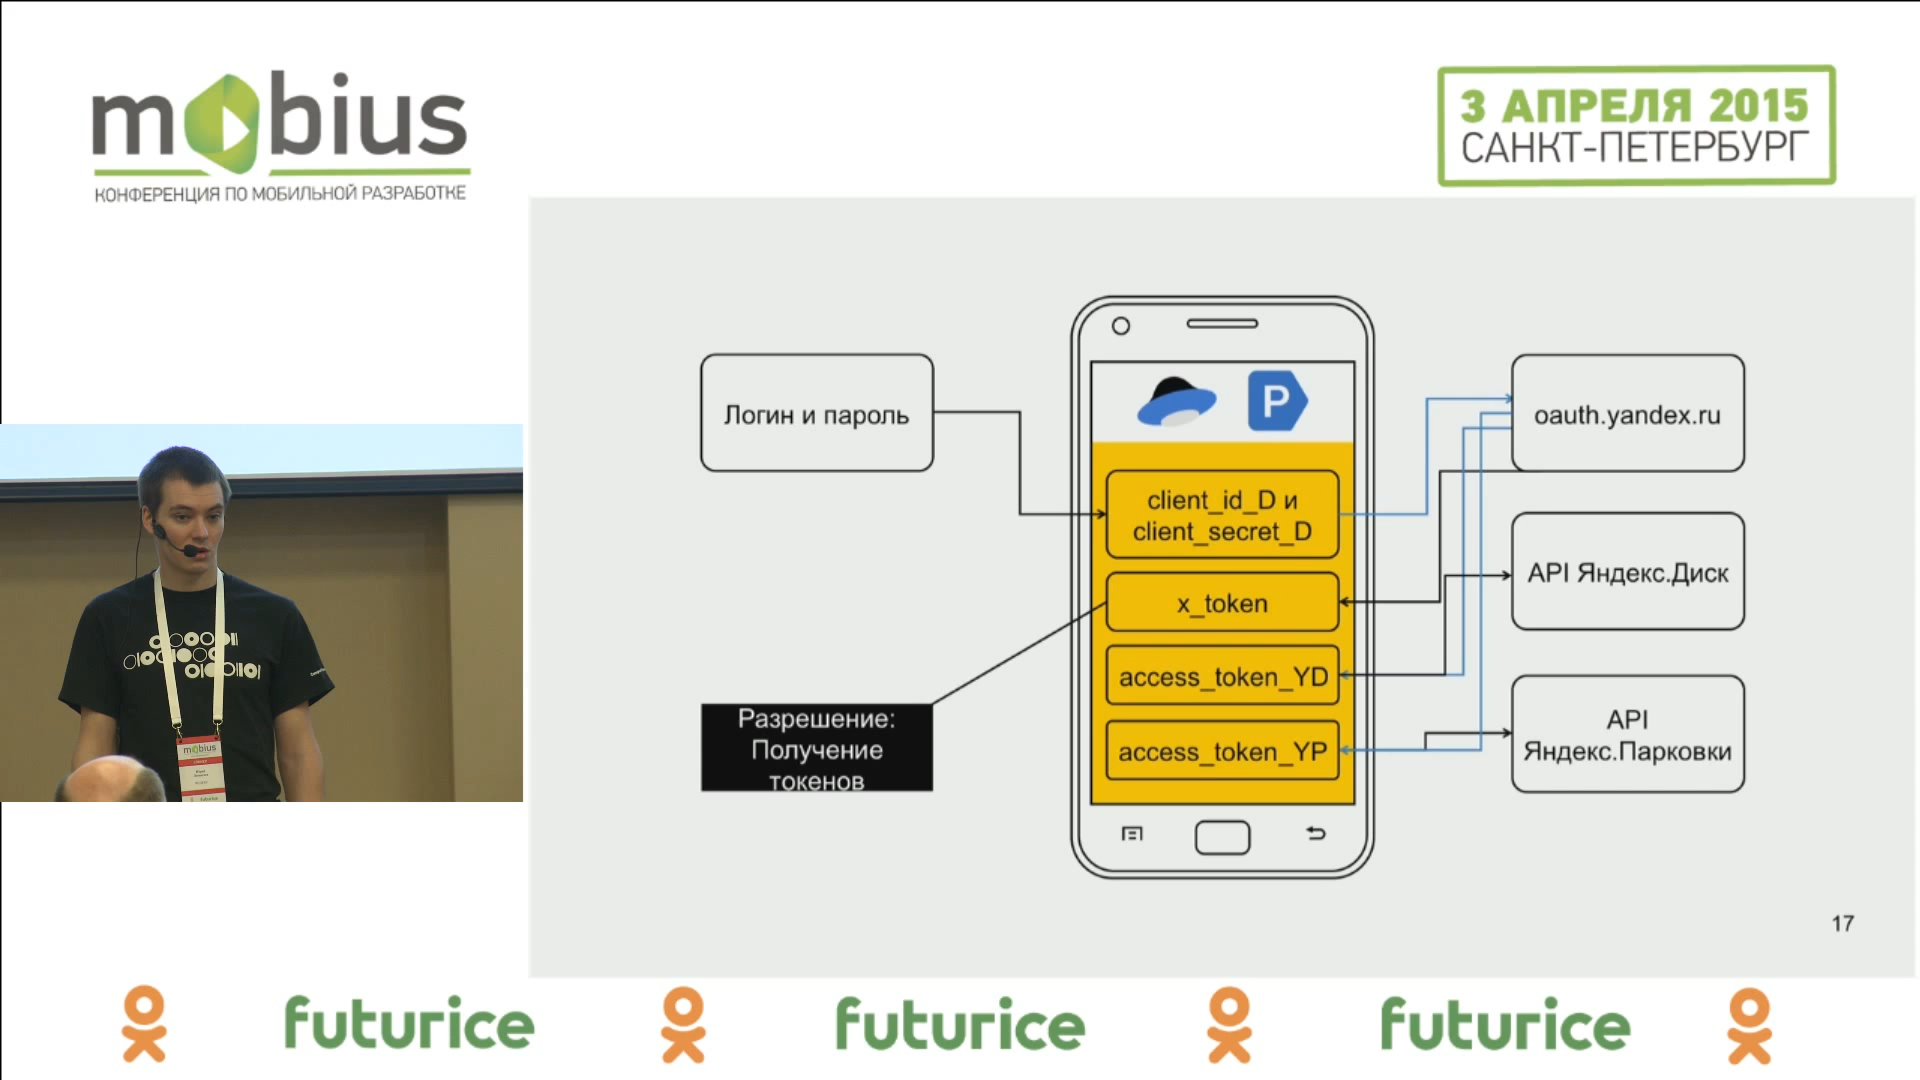 mobius
КОНФЕРЕНЦИЯ ПО МОБИЛЬНОЙ РАЗРАБОТКЕ
3 АПРЕЛЯ 2015
САНКТ-ПЕТЕРБУРГ
Логин и пароль
P
client_id_D и
client_secret_D
x_token
access_token_YD
access_token_YP
oauth.yandex.ru
API Яндекс.Диск
API
Яндекс.Парковки
Разрешение:
Получение
токенов
17
mobius
futurice
futurice
futurice